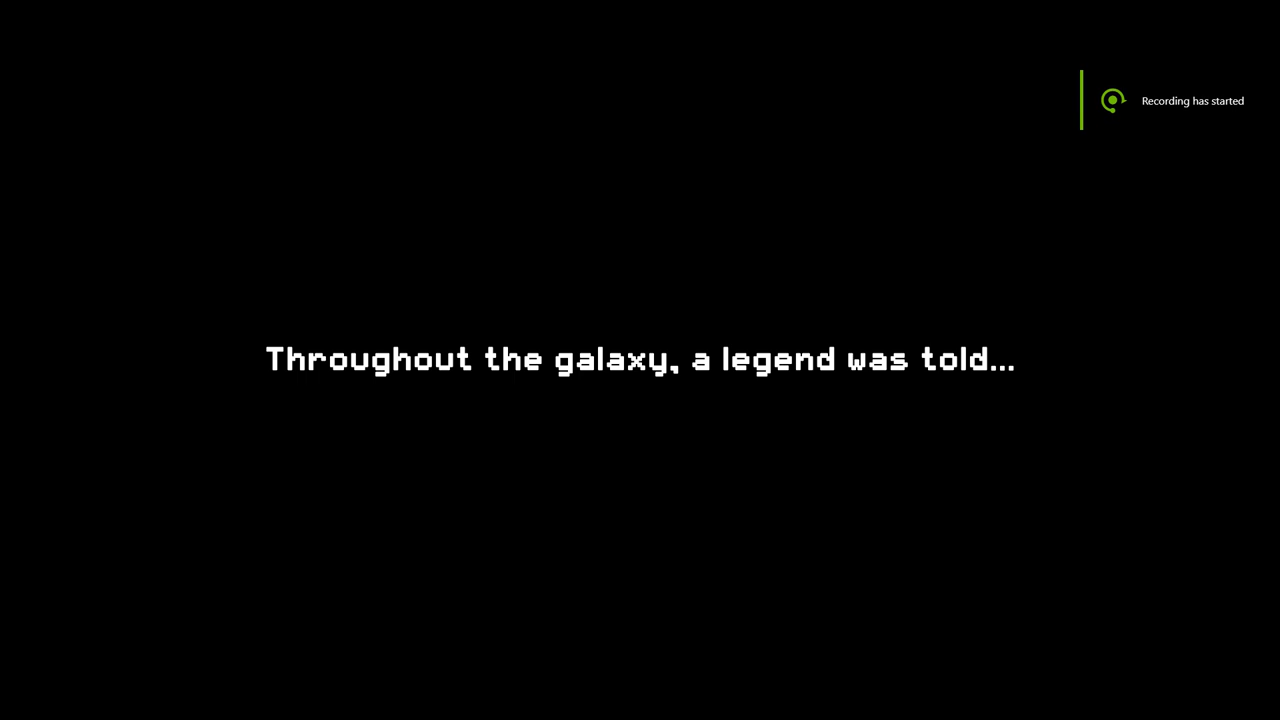 Recording has started
Throughout the galaxy, a legend was told...